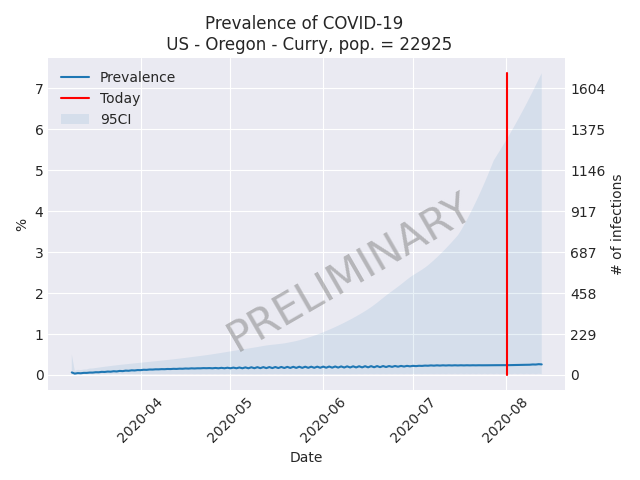 Prevalence of COVID-19
US - Oregon - Curry, pop. = 22925
Prevalence
Today
95CI
7
6
5
4
3
2
1
0
%
1604
1375
1146
917
687
458
229
0
# of infections
PRELIMINARY
2020-04
2020-05
2020-06
2020-07
2020-08
Date